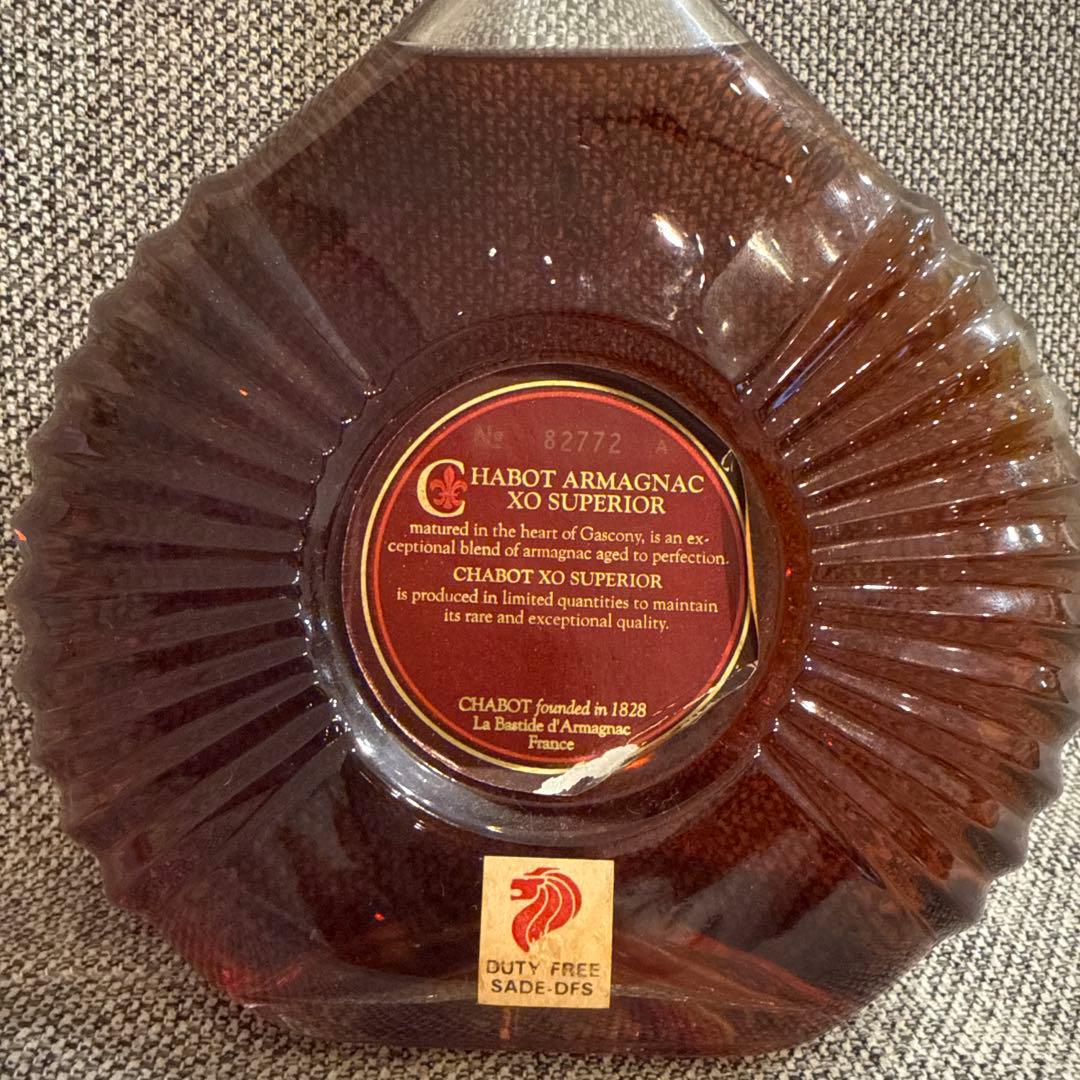 Nº 82772 A
CHABOT ARMAGNAC
XO SUPERIOR
matured in the heart of Gascony, is an ex-
ceptional blend of armagnac aged to perfection.
CHABOT XO SUPERIOR
is produced in limited quantities to maintain
its rare and exceptional quality.
CHABOT founded in 1828
La Bastide d'Armagnac
France
DUTY FREE
SADE-DFS